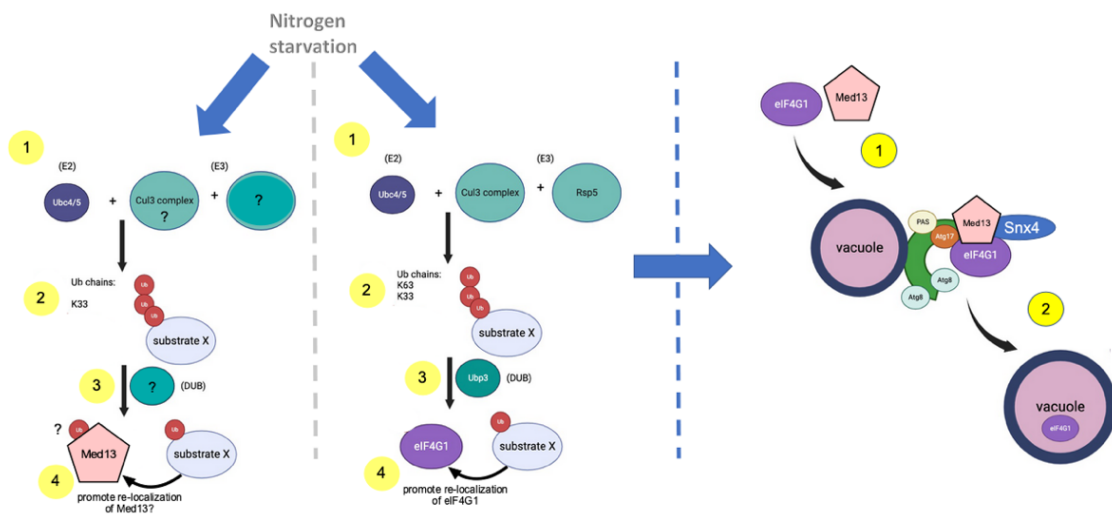 Nitrogen
starvation
1
(E2)
Ubc4/5
+
Cul3 complex
?
+
(E3)
?
2
Ub chains:
K33
Ub
Ub
Ub
substrate X
3
?
(DUB)
?
Ub
Med13
Ub
substrate X
4
promote re-localization
of Med13?
1
(E2)
Ubc4/5
+
Cul3 complex
+
(E3)
Rsp5
2
Ub chains:
K63
K33
Ub
Ub
Ub
substrate X
3
Ubp3
(DUB)
eIF4G1
Ub
substrate X
4
promote re-localization
of eIF4G1
eIF4G1
Med13
1
vacuole
PAS
Atg17
Med13
Snx4
eIF4G1
Atg8
Atg8
2
vacuole
eIF4G1